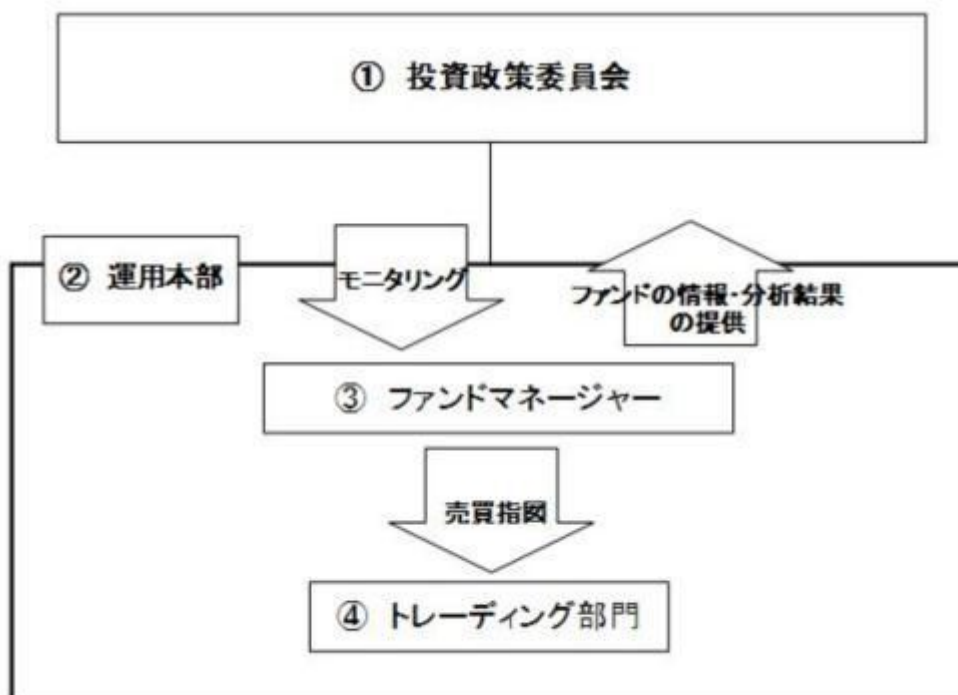 ① 投資政策委員会
② 運用本部
モニタリング
ファンドの情報・分析結果
の提供
③ ファンドマネージャー
売買指図
④ トレーディング部門